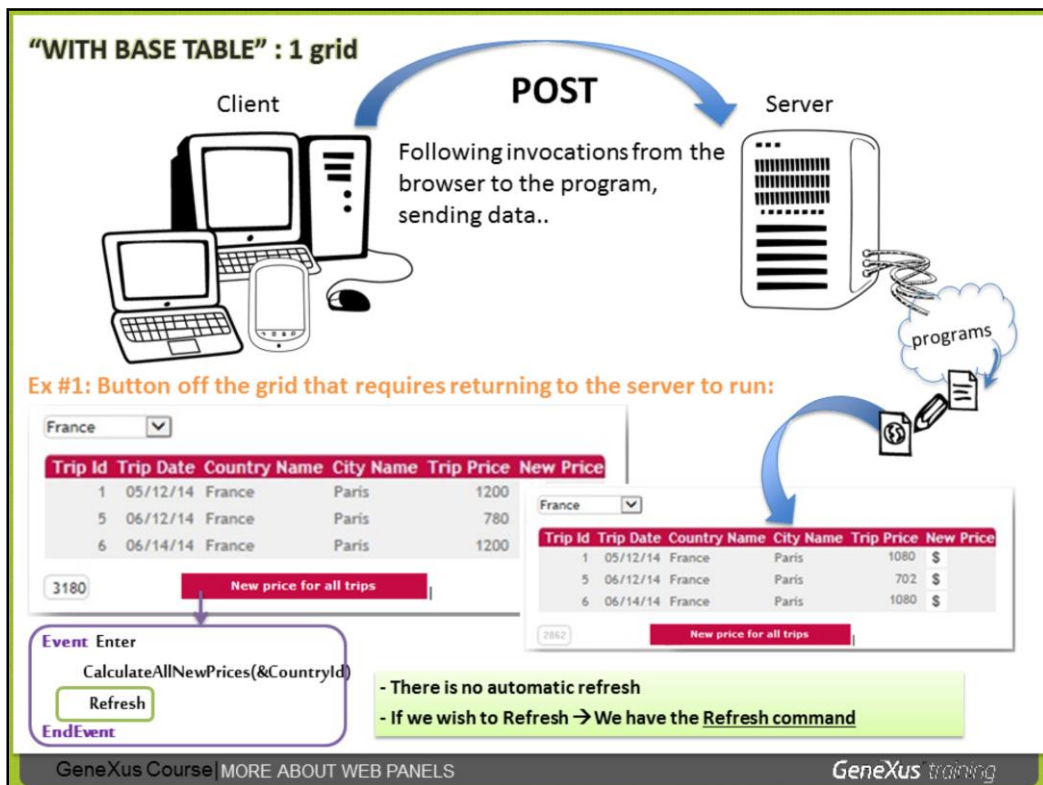 "WITH BASE TABLE" : 1 grid
Client
POST
Server
Following invocations from the
browser to the program,
sending data..
programs
Ex #1: Button off the grid that requires returning to the server to run:
France
Trip Id Trip Date Country Name City Name Trip Price New Price
1 05/12/14 France Paris 1200
5 06/12/14 France Paris 780
6 06/14/14 France Paris 1200
3180
New price for all trips
France
Trip Id Trip Date Country Name City Name Trip Price New Price
1 05/12/14 France Paris 1080 $
5 06/12/14 France Paris 702 $
6 06/14/14 France Paris 1080 $
2862
New price for all trips
Event Enter
CalculateAllNewPrices(&CountryId)
Refresh
EndEvent
- There is no automatic refresh
- If we wish to Refresh → We have the Refresh command
GeneXus Course| MORE ABOUT WEB PANELS
GeneXus training